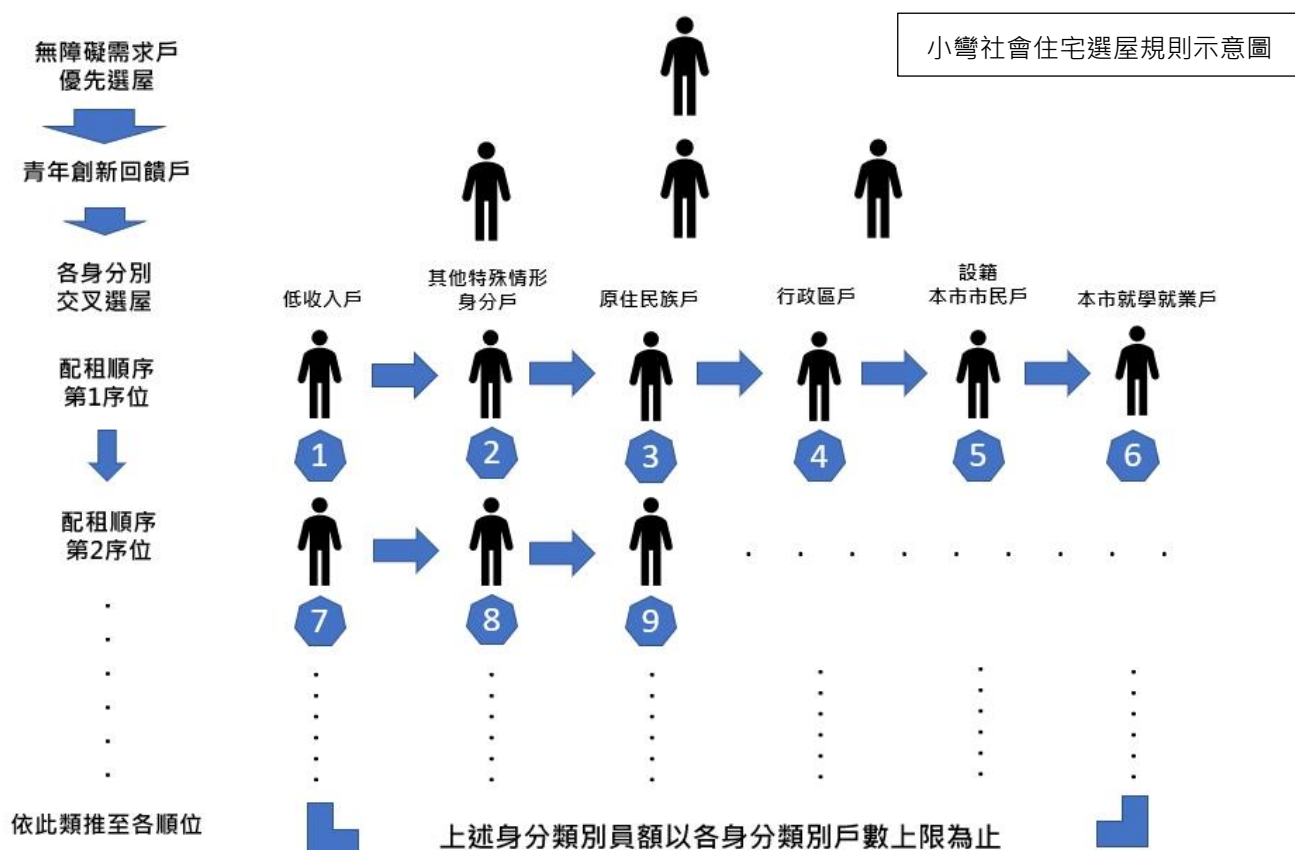 小彎社會住宅選屋規則示意圖
無障礙需求戶
優先選屋
青年創新回饋戶
各身分別
交叉選屋
低收入戶
其他特殊情形
身分戶
原住民族戶
行政區戶
設籍
本市市民戶
本市就學就業戶
配租順序
第1序位
1
2
3
4
5
6
配租順序
第2序位
7
8
9
依此類推至各順位
上述身分類別員額以各身分類別戶數上限為止